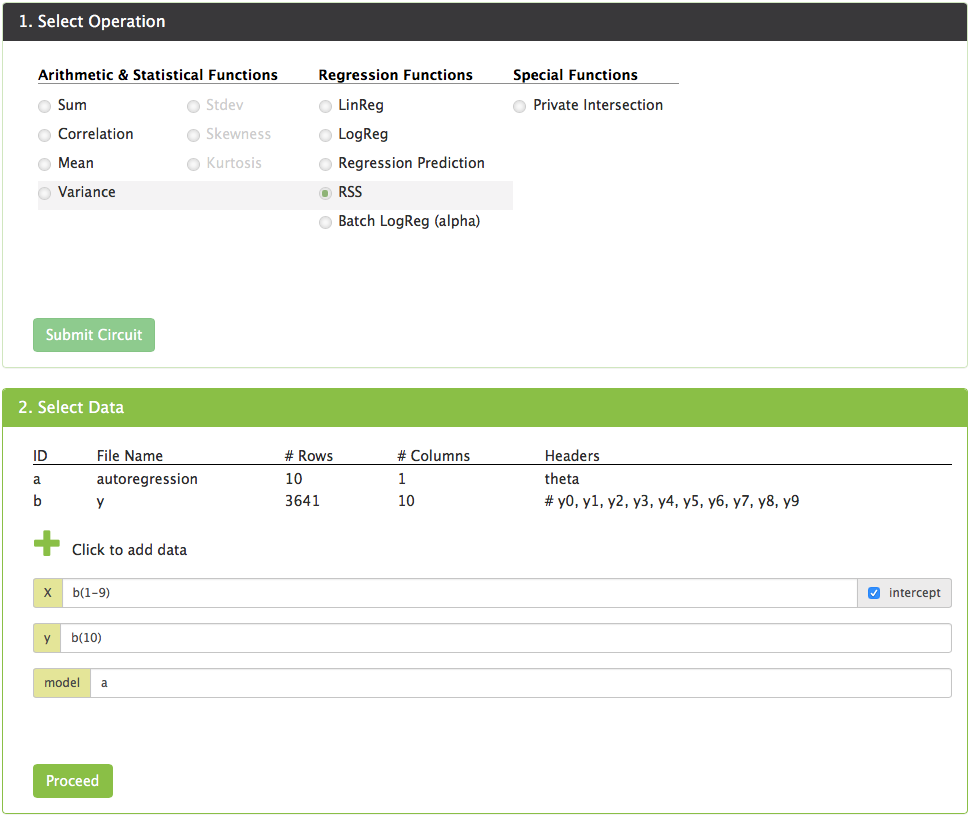 1. Select Operation
Arithmetic & Statistical Functions Regression Functions Special Functions
Sum Stdev LinReg Private Intersection
Correlation Skewness LogReg
Mean Kurtosis Regression Prediction
Variance RSS
Batch LogReg (alpha)
Submit Circuit
2. Select Data
ID File Name # Rows # Columns Headers
a autoregression 10 1 theta
b y 3641 10 # y0, y1, y2, y3, y4, y5, y6, y7, y8, y9
Click to add data
X b(1-9) intercept
y b(10)
model a
Proceed